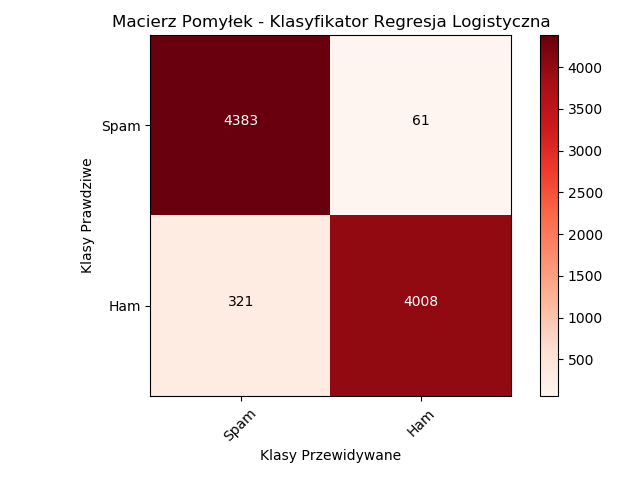 Macierz Pomyłek - Klasyfikator Regresja Logistyczna
Klasy Prawdziwe
Spam
4383
61
Ham
321
4008
Spam
Ham
Klasy Przewidywane
4000
3500
3000
2500
2000
1500
1000
500